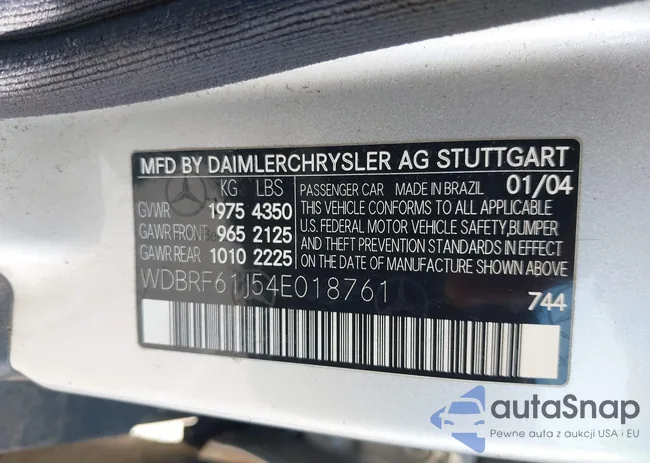 MFD BY DAIMLERCHRYSLER AG STUTTGART
KG LBS
GVWR 1975 4350
GAWR FRONT 965 2125
GAWR REAR 1010 2225
PASSENGER CAR MADE IN BRAZIL 01/04
THIS VEHICLE CONFORMS TO ALL APPLICABLE
U.S. FEDERAL MOTOR VEHICLE SAFETY,BUMPER
AND THEFT PREVENTION STANDARDS IN EFFECT
ON THE DATE OF MANUFACTURE SHOWN ABOVE
WDBRF61J54E018761
744
autaSnap
Pewne auta z aukcji USA i EU